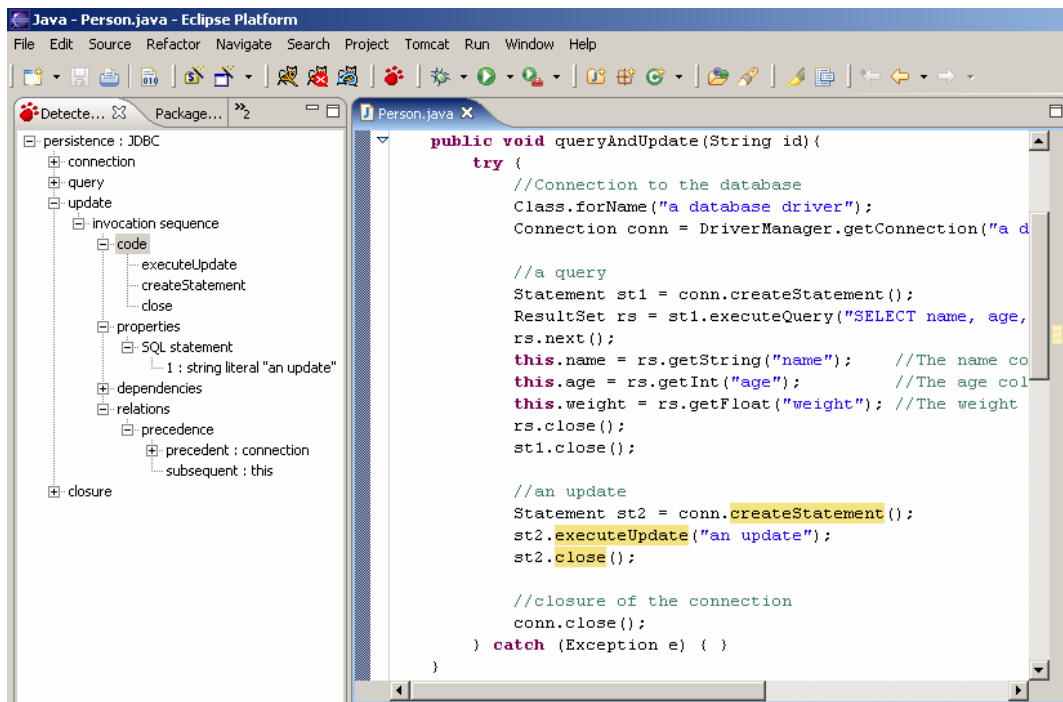 Java - Person.java - Eclipse Platform
File Edit Source Refactor Navigate Search Project Tomcat Run Window Help
Detecte... Package... »2
persistence : JDBC
connection
query
update
invocation sequence
code
executeUpdate
createStatement
close
properties
SQL statement
1 : string literal "an update"
dependencies
relations
precedence
precedent : connection
subsequent : this
closure
Person.java
public void queryAndUpdate(String id){
try {
//Connection to the database
Class.forName("a database driver");
Connection conn = DriverManager.getConnection("a d
//a query
Statement st1 = conn.createStatement();
ResultSet rs = st1.executeQuery("SELECT name, age,
rs.next();
this.name = rs.getString("name"); //The name co
this.age = rs.getInt("age"); //The age col
this.weight = rs.getFloat("weight"); //The weight
rs.close();
st1.close();
//an update
Statement st2 = conn.createStatement();
st2.executeUpdate("an update");
st2.close();
//closure of the connection
conn.close();
} catch (Exception e) { }
}